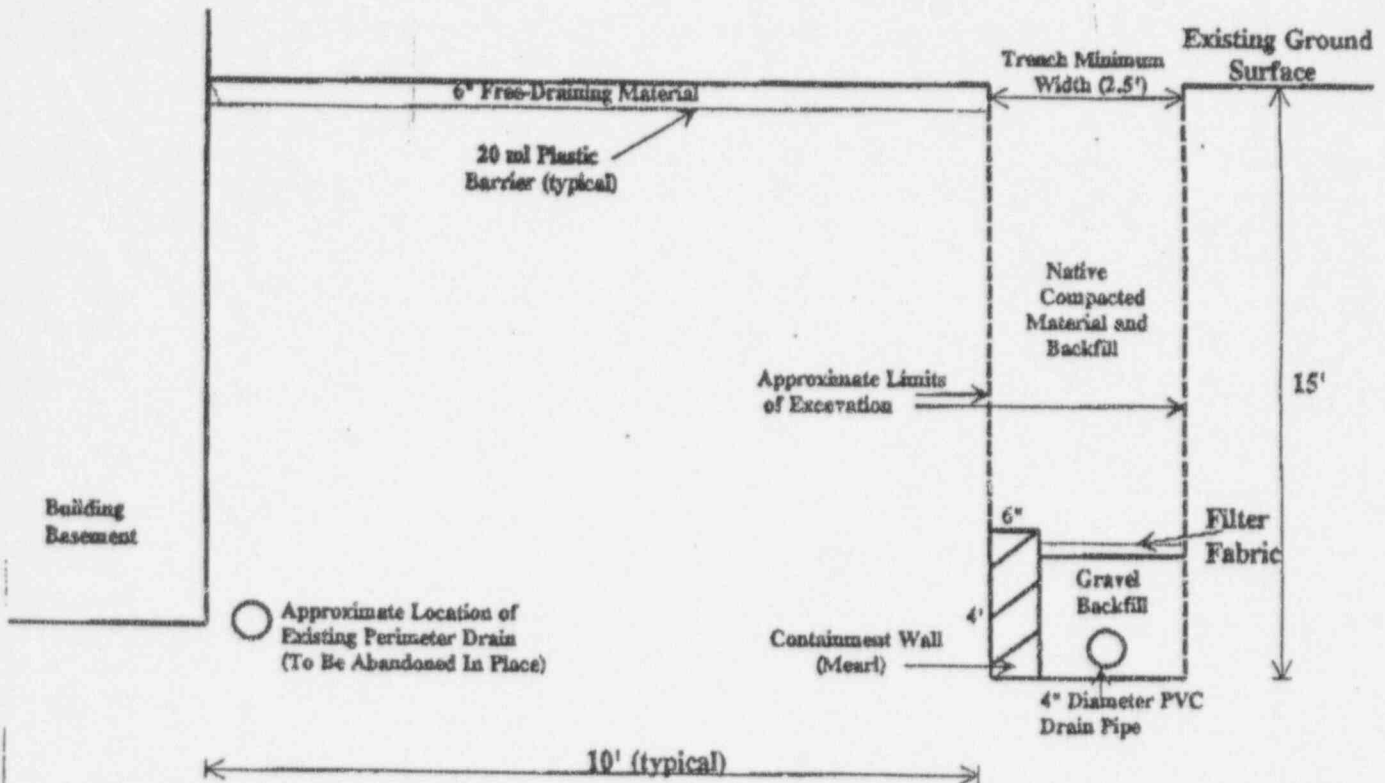 Existing Ground
Surface
Trench Minimum
Width (2.5')
6" Free-Draining Material
20 ml Plastic
Barrier (typical)
Native
Compacted
Material and
Backfill
Approximate Limits
of Excavation
15'
Building
Basement
6"
Filter
Fabric
Gravel
Backfill
4'
Approximate Location of
Existing Perimeter Drain
(To Be Abandoned In Place)
Containment Wall
(Mearl)
4" Diameter PVC
Drain Pipe
10' (typical)